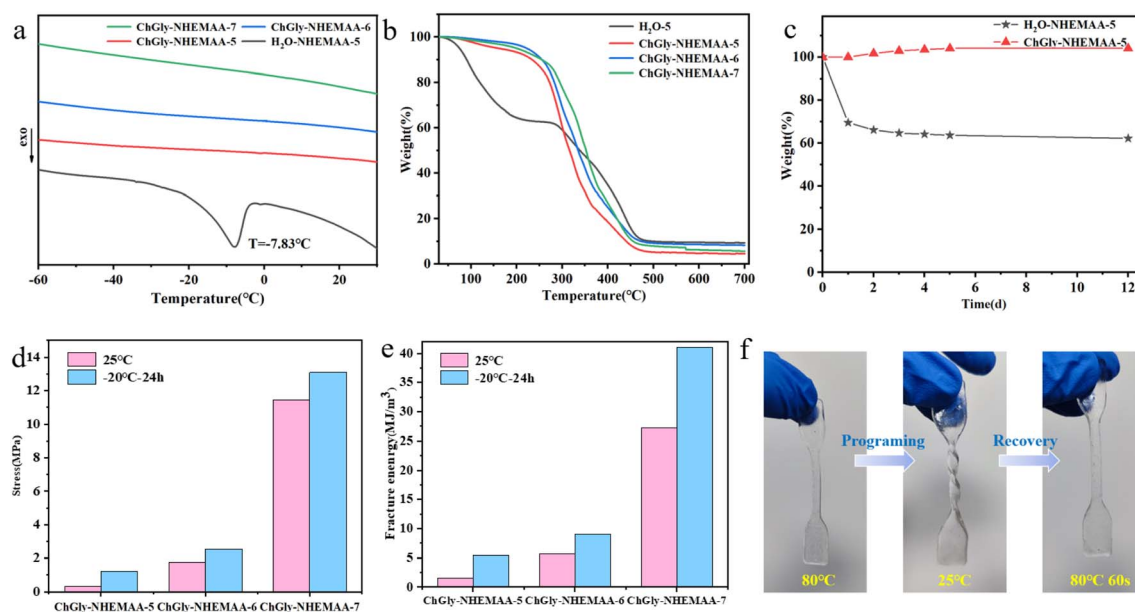 a
ChGly-NHEMAA-7 ChGly-NHEMAA-6
ChGly-NHEMAA-5 H₂O-NHEMAA-5
exo
T=-7.83℃
-60 -40 -20 0 20
Temperature(℃)
b
H₂O-5
ChGly-NHEMAA-5
ChGly-NHEMAA-6
ChGly-NHEMAA-7
Weight(%)
100
80
60
40
20
0
100 200 300 400 500 600 700
Temperature(℃)
c
H₂O-NHEMAA-5
ChGly-NHEMAA-5
Weight(%)
100
80
60
40
20
0
0 2 4 6 8 10 12
Time(d)
d
25℃
-20℃-24h
Stress(MPa)
14
12
10
8
6
4
2
0
ChGly-NHEMAA-5 ChGly-NHEMAA-6 ChGly-NHEMAA-7
e
25℃
-20℃-24h
Fracture enenrgy(MJ/m³)
40
35
30
25
20
15
10
5
0
ChGly-NHEMAA-5 ChGly-NHEMAA-6 ChGly-NHEMAA-7
f
Programing
Recovery
80℃
25℃
80℃ 60s